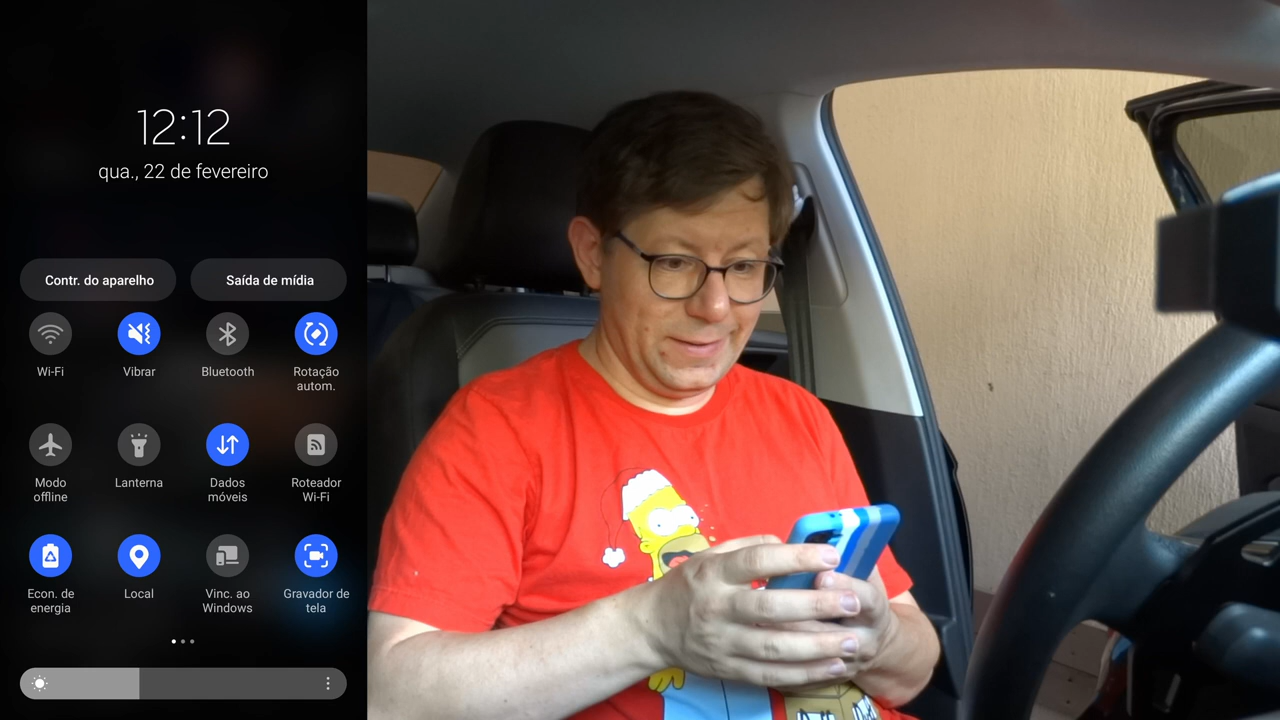 12:12
qua., 22 de fevereiro
Contr. do aparelho
Saída de mídia
Wi-Fi
Vibrar
Bluetooth
Rotação
autom.
Modo
offline
Lanterna
Dados
móveis
Roteador
Wi-Fi
Econ. de
energia
Local
Vinc. ao
Windows
Gravador de
tela